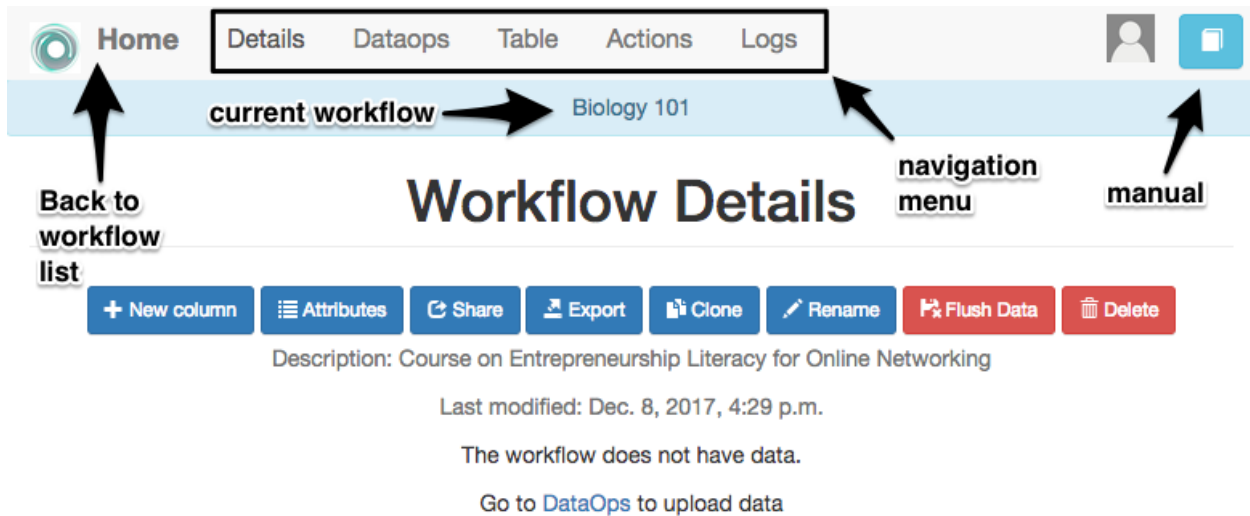 Home Details Dataops Table Actions Logs
current workflow Biology 101
Back to
workflow
list
navigation
menu
manual
Workflow Details
New column Attributes Share Export Clone Rename Flush Data Delete
Description: Course on Entrepreneurship Literacy for Online Networking
Last modified: Dec. 8, 2017, 4:29 p.m.
The workflow does not have data.
Go to DataOps to upload data